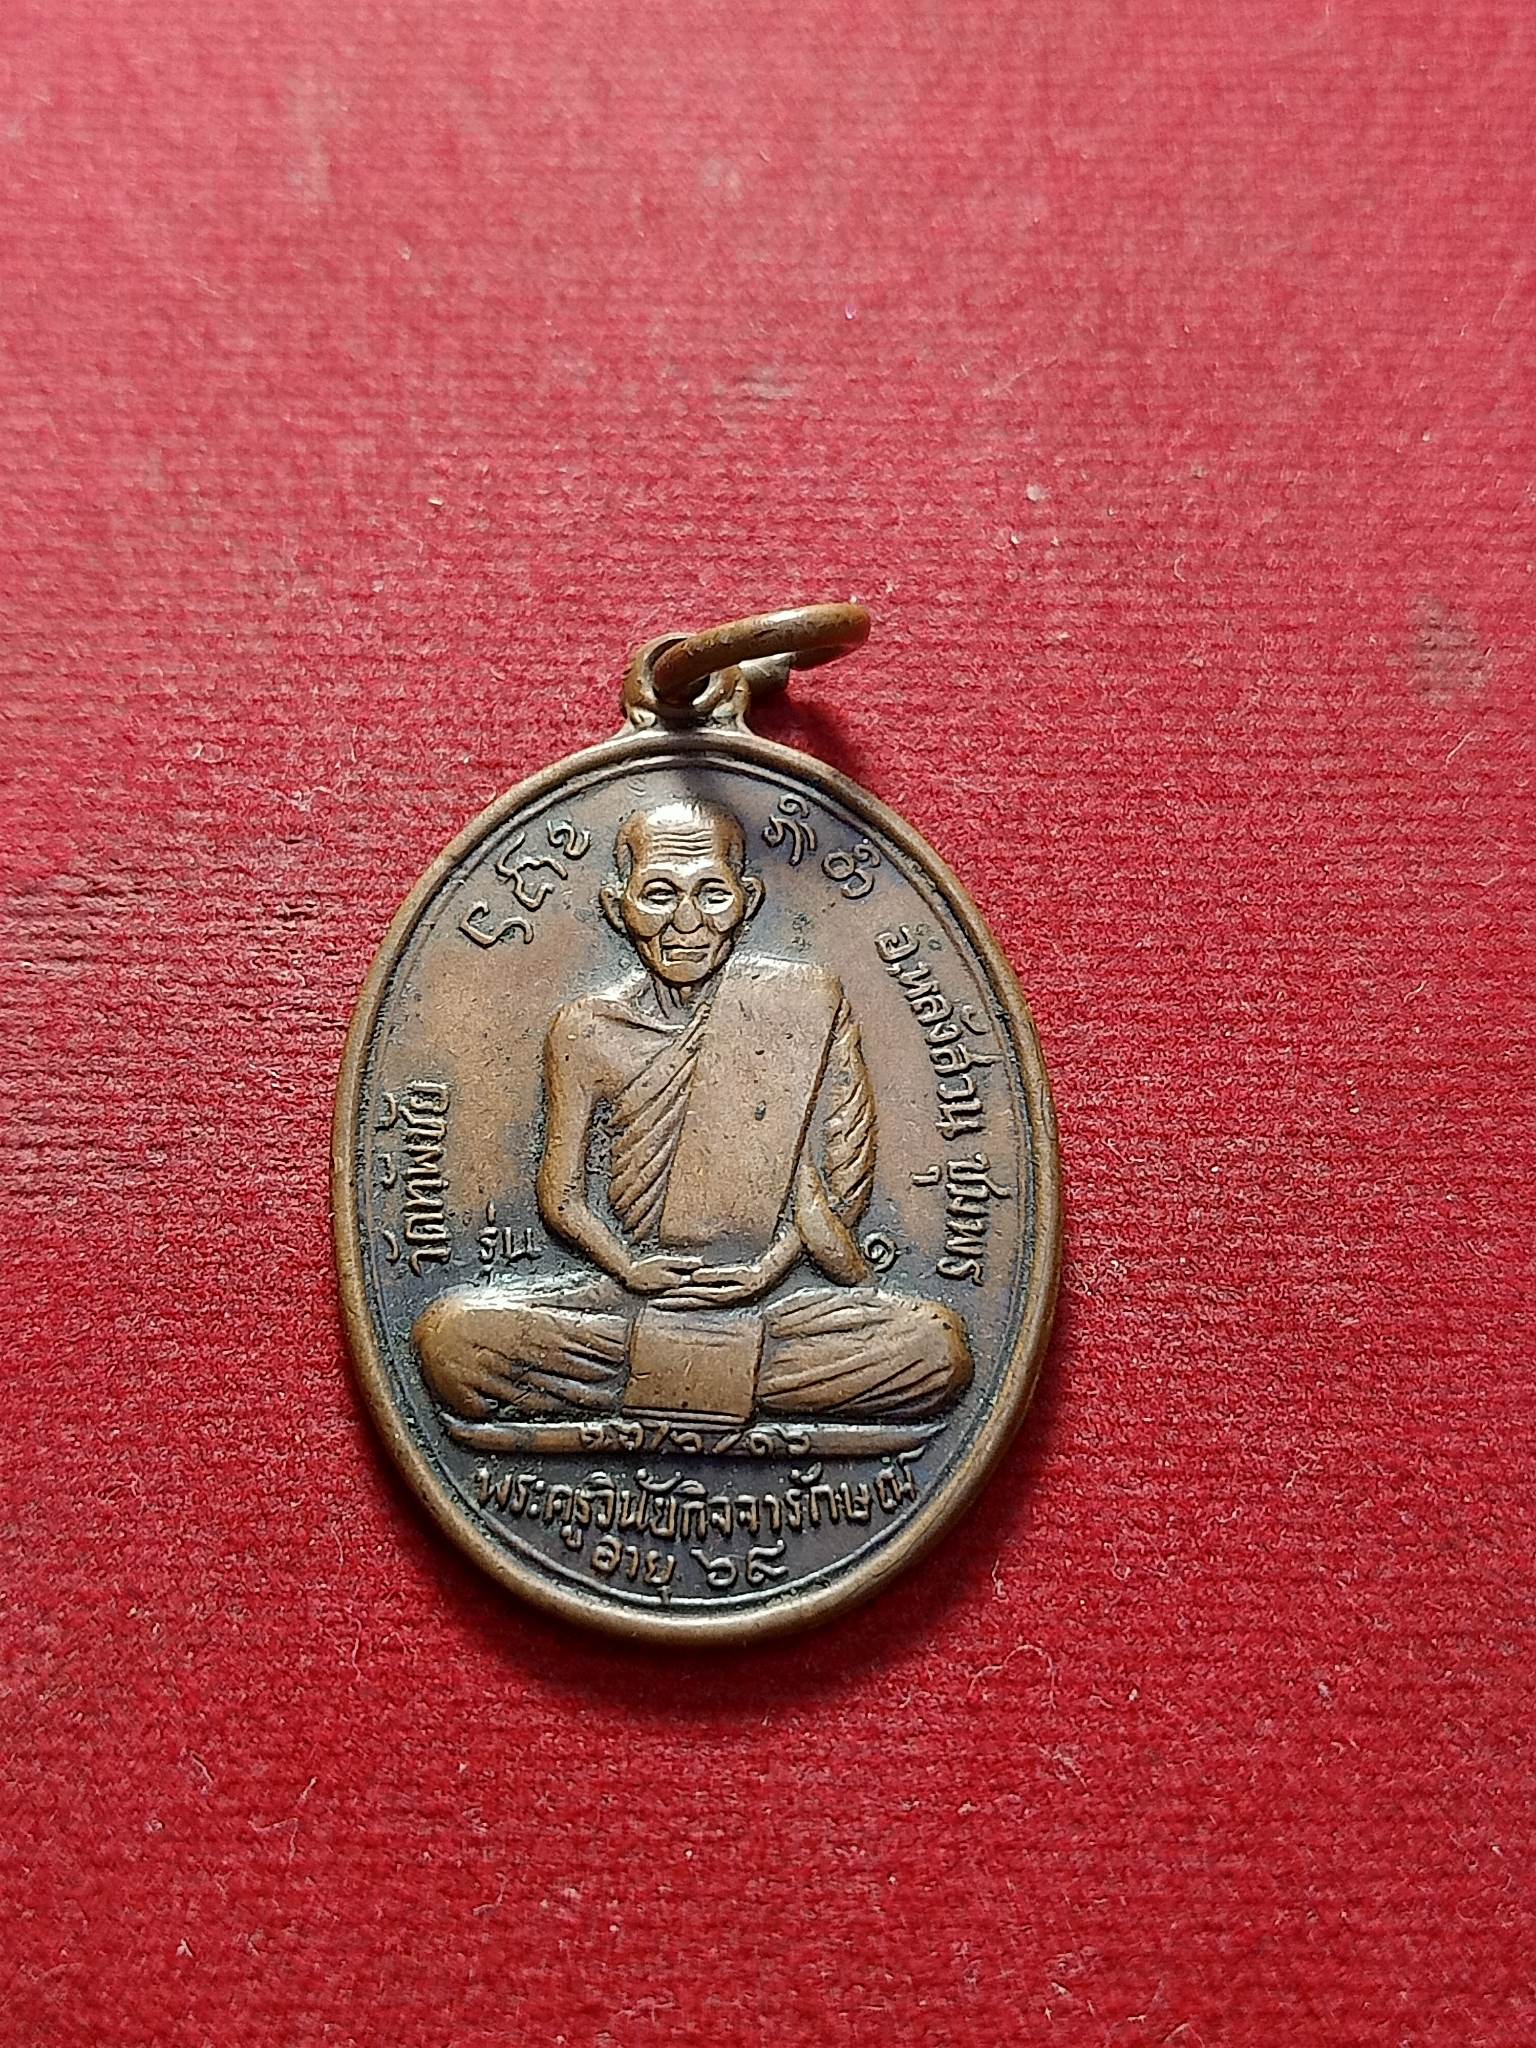 วัดทัพชัย
อ.หลังสวน ชุมพร
รุ่น ๑
พระครูวินัยกิจจารักษณ์
อายุ ๖๙